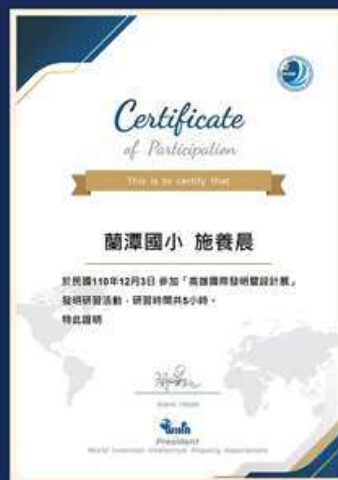 Certificate
of Participation
This is to certify that
蘭潭國小 施養晨
於民國110年12月3日 參加「高雄國際發明暨設計展」
發明研習活動，研習時間共5小時。
特此證明
WIIPA
President
World Invention Intellectual Property Associations